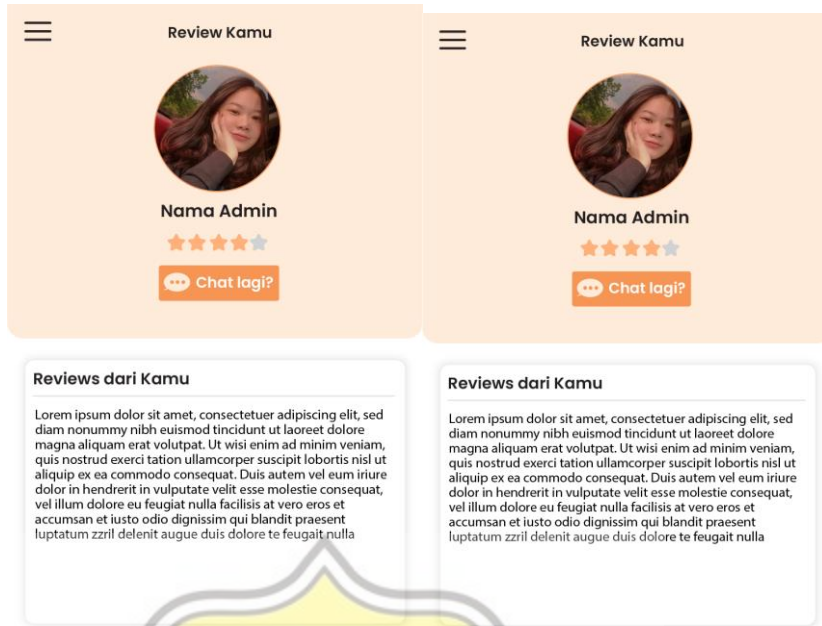 Review Kamu
Nama Admin
Chat lagi?
Reviews dari Kamu
Lorem ipsum dolor sit amet, consectetuer adipiscing elit, sed
diam nonummy nibh euismod tincidunt ut laoreet dolore
magna aliquam erat volutpat. Ut wisi enim ad minim veniam,
quis nostrud exerci tation ullamcorper suscipit lobortis nisl ut
aliquip ex ea commodo consequat. Duis autem vel eum iriure
dolor in hendrerit in vulputate velit esse molestie consequat,
vel illum dolore eu feugiat nulla facilisis at vero eros et
accumsan et iusto odio dignissim qui blandit praesent
luptatum zzril delenit augue duis dolore te feugait nulla
Review Kamu
Nama Admin
Chat lagi?
Reviews dari Kamu
Lorem ipsum dolor sit amet, consectetuer adipiscing elit, sed
diam nonummy nibh euismod tincidunt ut laoreet dolore
magna aliquam erat volutpat. Ut wisi enim ad minim veniam,
quis nostrud exerci tation ullamcorper suscipit lobortis nisl ut
aliquip ex ea commodo consequat. Duis autem vel eum iriure
dolor in hendrerit in vulputate velit esse molestie consequat,
vel illum dolore eu feugiat nulla facilisis at vero eros et
accumsan et iusto odio dignissim qui blandit praesent
luptatum zzril delenit augue duis dolore te feugait nulla